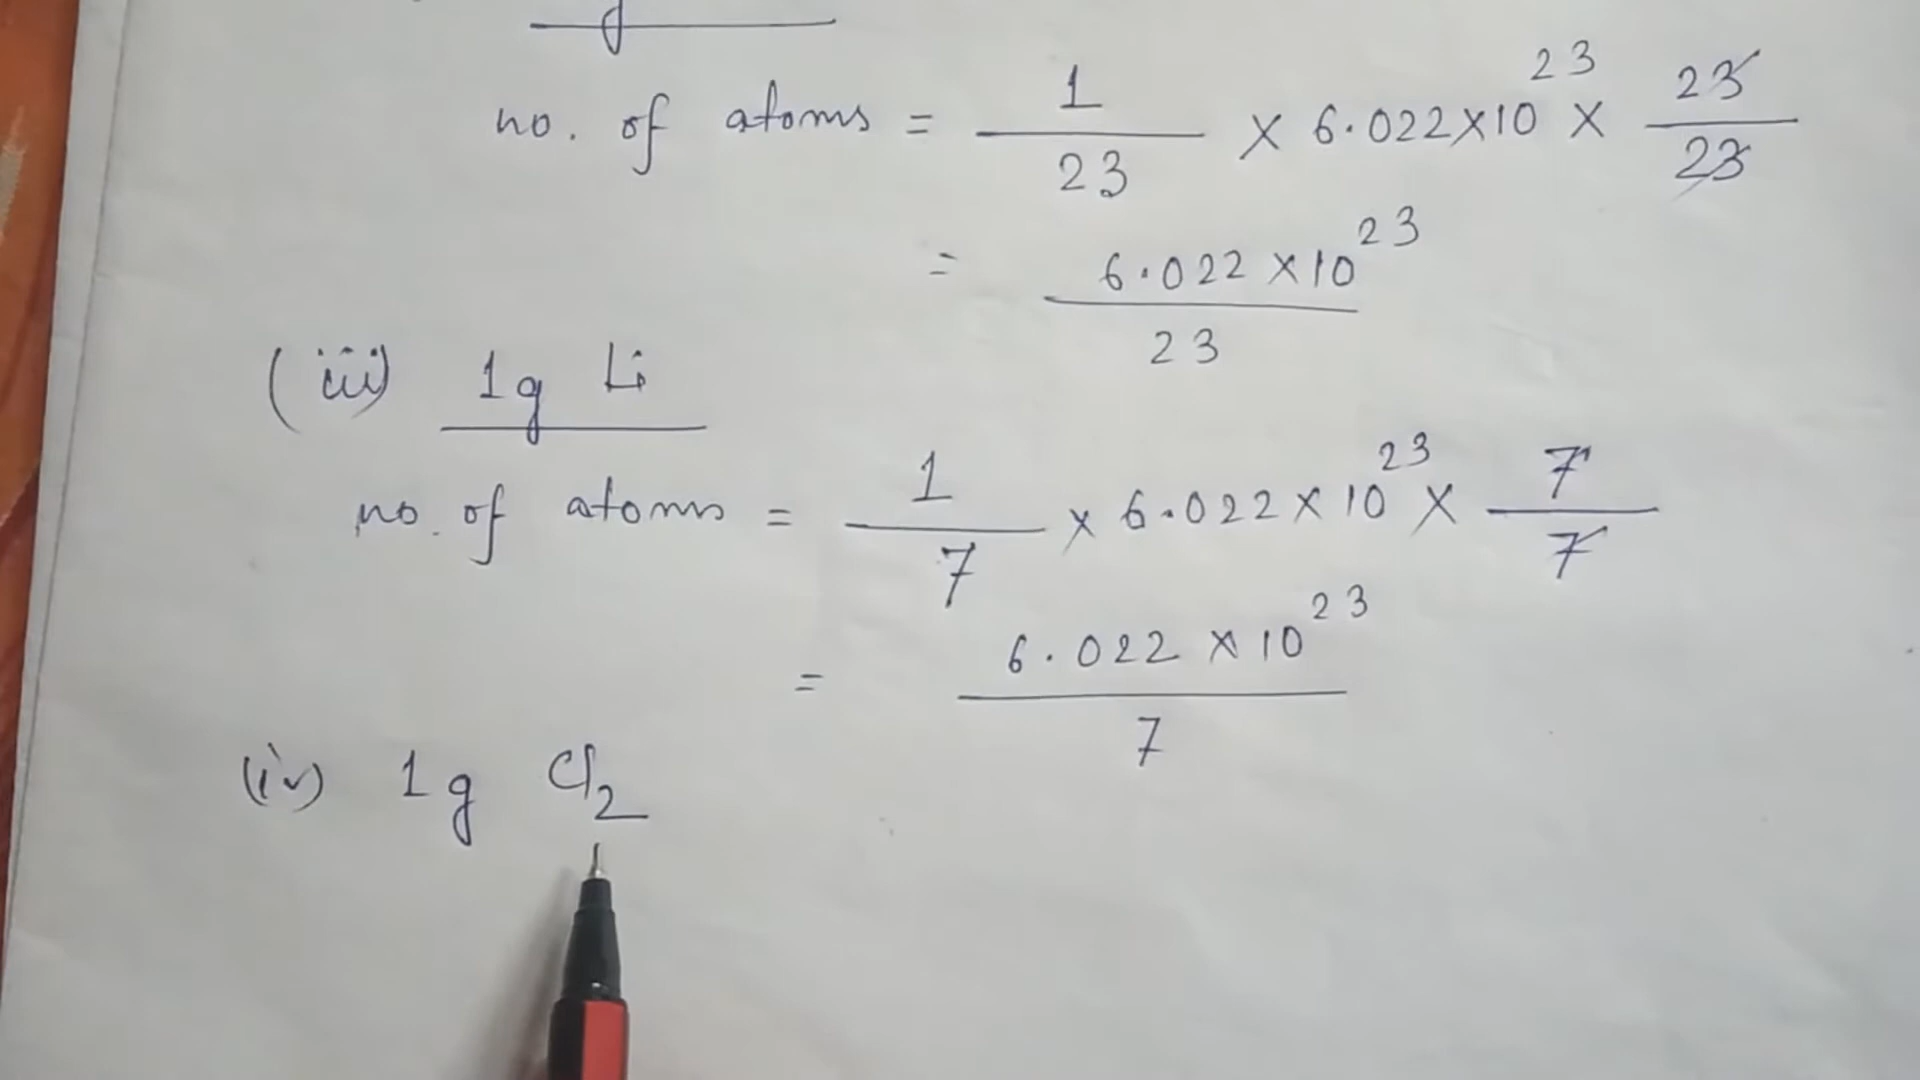 no. of atoms = 1/23 × 6.022×10^23 × 23/23
= 6.022 ×10^23/23
(iii) 1g Li
no. of atoms = 1/7 × 6.022×10^23 × 7/7
= 6.022 ×10^23/7
(iv) 1g Cl2